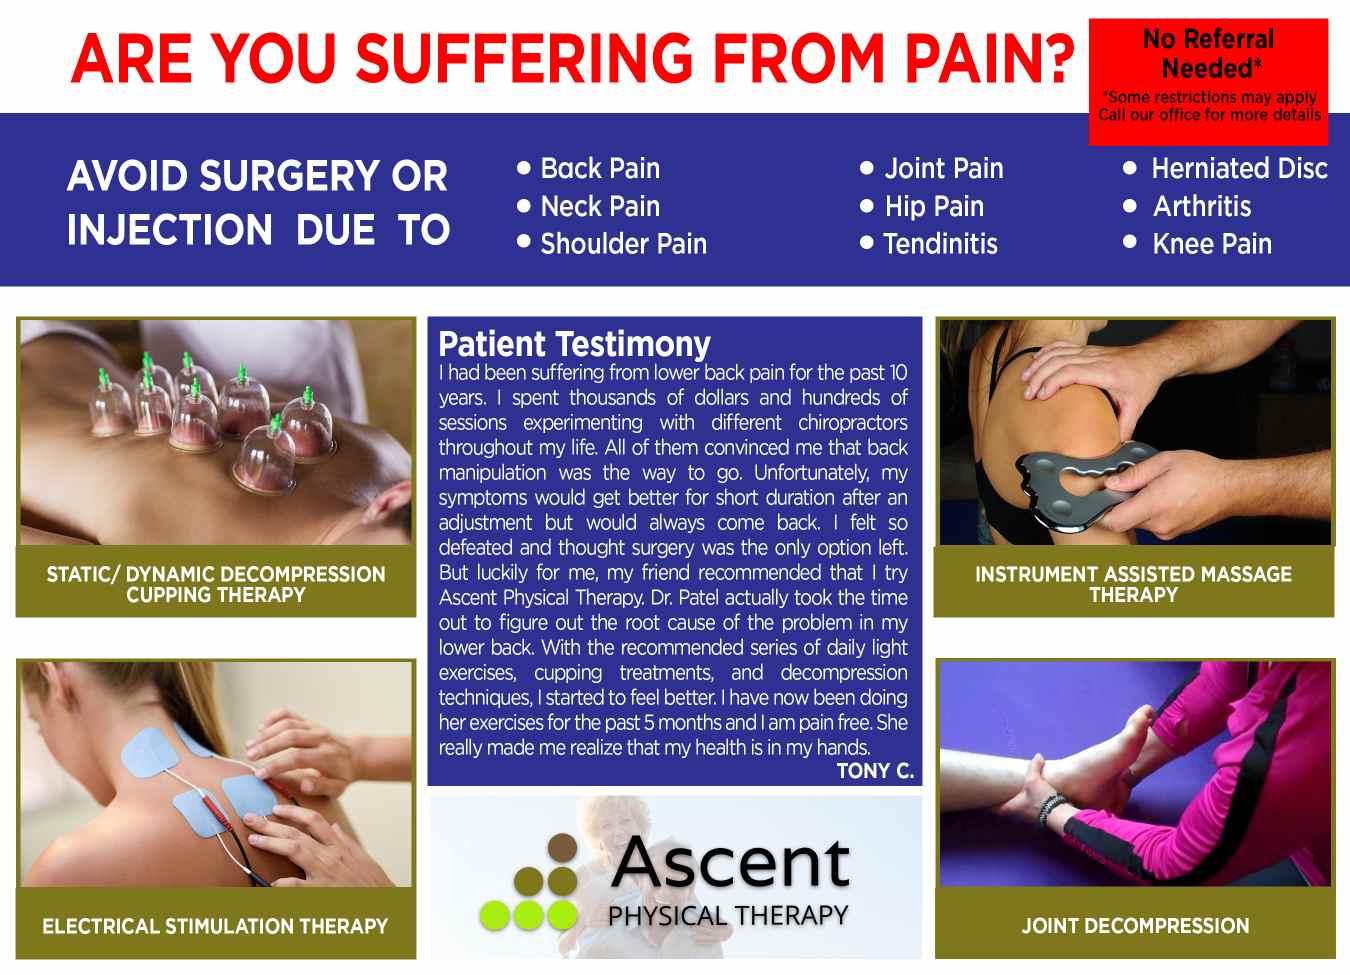 ARE YOU SUFFERING FROM PAIN?
No Referral
Needed*
*Some restrictions may apply
Call our office for more details
AVOID SURGERY OR
INJECTION DUE TO
• Back Pain
• Neck Pain
• Shoulder Pain
• Joint Pain
• Hip Pain
• Tendinitis
• Herniated Disc
• Arthritis
• Knee Pain
STATIC/ DYNAMIC DECOMPRESSION
CUPPING THERAPY
ELECTRICAL STIMULATION THERAPY
Patient Testimony
I had been suffering from lower back pain for the past 10
years. I spent thousands of dollars and hundreds of
sessions experimenting with different chiropractors
throughout my life. All of them convinced me that back
manipulation was the way to go. Unfortunately, my
symptoms would get better for short duration after an
adjustment but would always come back. I felt so
defeated and thought surgery was the only option left.
But luckily for me, my friend recommended that I try
Ascent Physical Therapy. Dr. Patel actually took the time
out to figure out the root cause of the problem in my
lower back. With the recommended series of daily light
exercises, cupping treatments, and decompression
techniques, I started to feel better. I have now been doing
her exercises for the past 5 months and I am pain free. She
really made me realize that my health is in my hands.
TONY C.
Ascent
PHYSICAL THERAPY
INSTRUMENT ASSISTED MASSAGE
THERAPY
JOINT DECOMPRESSION